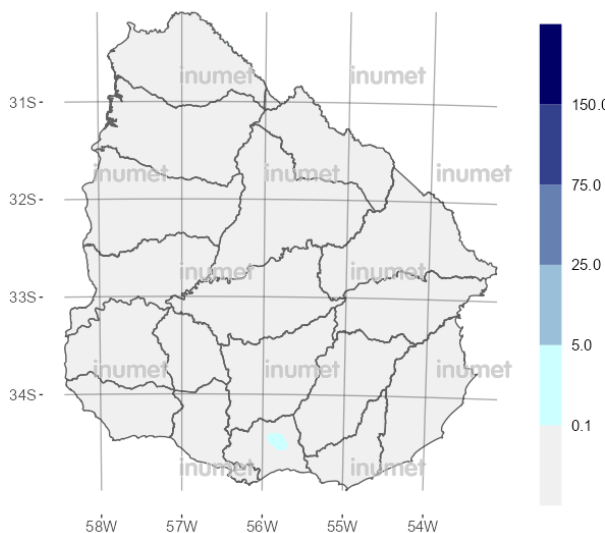 inumet inumet
31S-
150.0
inumet inumet inumet
75.0
32S-
25.0
inumet inumet
33S-
5.0
inumet inumet inumet
34S-
0.1
inumet inumet
58W 57W 56W 55W 54W